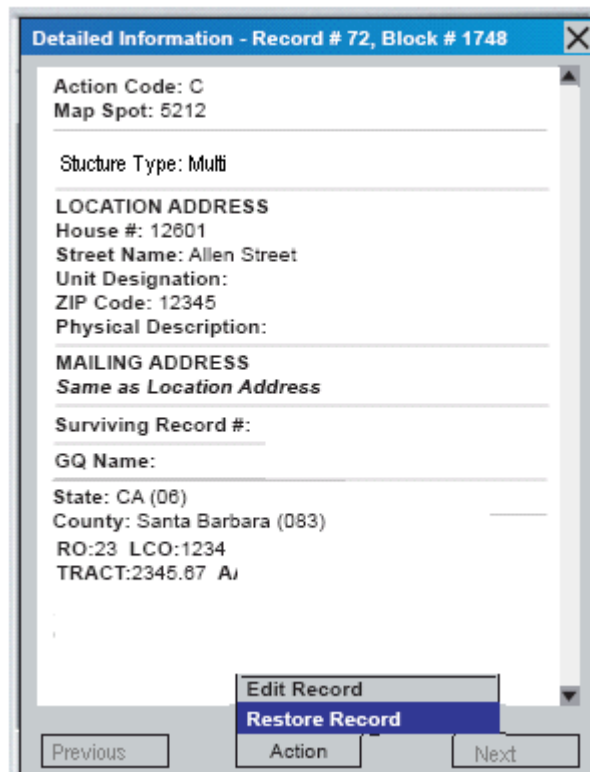 Detailed Information - Record # 72, Block # 1748
Action Code: C
Map Spot: 5212
Stucture Type: Multi
LOCATION ADDRESS
House #: 12601
Street Name: Allen Street
Unit Designation:
ZIP Code: 12345
Physical Description:
MAILING ADDRESS
Same as Location Address
Surviving Record #:
GQ Name:
State: CA (06)
County: Santa Barbara (083)
RO:23 LCO:1234
TRACT:2345.67
Edit Record
Restore Record
Previous Action Next